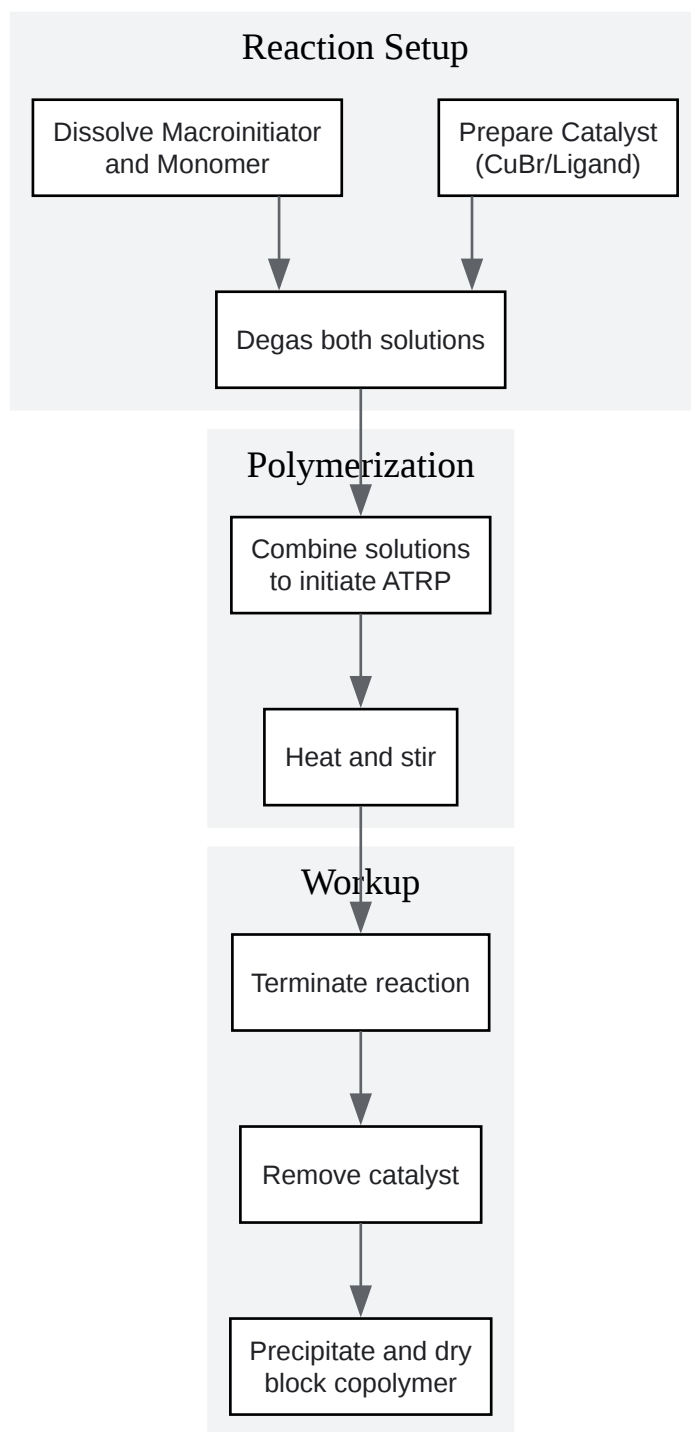 Reaction Setup
Dissolve Macroinitiator
and Monomer
Prepare Catalyst
(CuBr/Ligand)
Degas both solutions
Polymerization
Combine solutions
to initiate ATRP
Heat and stir
Workup
Terminate reaction
Remove catalyst
Precipitate and dry
block copolymer